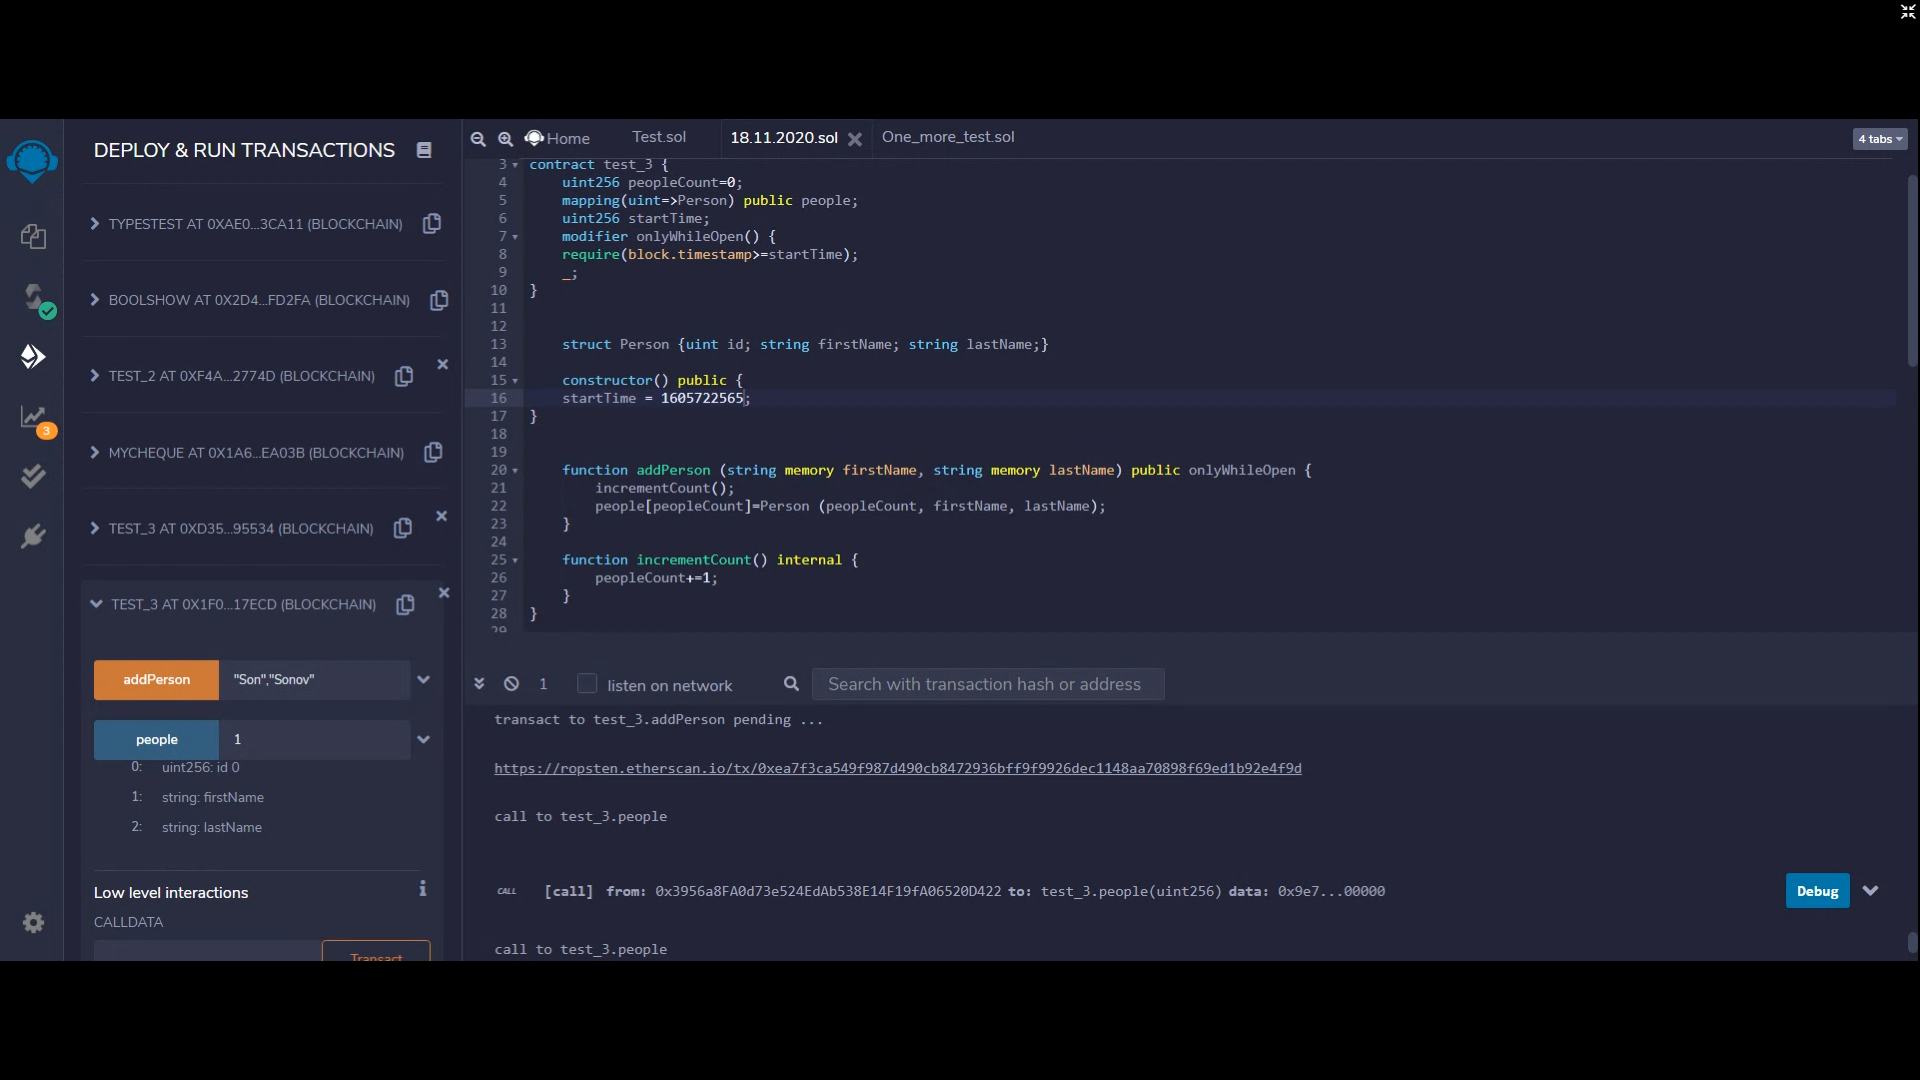 DEPLOY & RUN TRANSACTIONS
TYPESTEST AT 0XAE0...3CA11 (BLOCKCHAIN)
BOOLSHOW AT 0X2D4...FD2FA (BLOCKCHAIN)
TEST_2 AT 0XF4A...2774D (BLOCKCHAIN)
MYCHEQUE AT 0X1A6...EA03B (BLOCKCHAIN)
3
TEST_3 AT 0XD35...95534 (BLOCKCHAIN)
TEST_3 AT 0X1F0...17ECD (BLOCKCHAIN)
addPerson "Son","Sonov"
people 1
0: uint256: id 0
1: string: firstName
2: string: lastName
Low level interactions
CALLDATA
Transact
Home Test.sol 18.11.2020.sol One_more_test.sol 4 tabs
3 contract test_3 {
4 uint256 peopleCount=0;
5 mapping(uint=>Person) public people;
6 uint256 startTime;
7 modifier onlyWhileOpen() {
8 require(block.timestamp>=startTime);
9 _;
10 }
11
12
13 struct Person {uint id; string firstName; string lastName;}
14
15 constructor() public {
16 startTime = 1605722565;
17 }
18
19
20 function addPerson (string memory firstName, string memory lastName) public onlyWhileOpen {
21 incrementCount();
22 people[peopleCount]=Person (peopleCount, firstName, lastName);
23 }
24
25 function incrementCount() internal {
26 peopleCount+=1;
27 }
28 }
29
1 listen on network Search with transaction hash or address
transact to test_3.addPerson pending ...
https://ropsten.etherscan.io/tx/0xea7f3ca549f987d490cb8472936bff9f9926dec1148aa70898f69ed1b92e4f9d
call to test_3.people
CALL [call] from: 0x3956a8FA0d73e524EdAb538E14F19fA06520D422 to: test_3.people(uint256) data: 0x9e7...00000 Debug
call to test_3.people